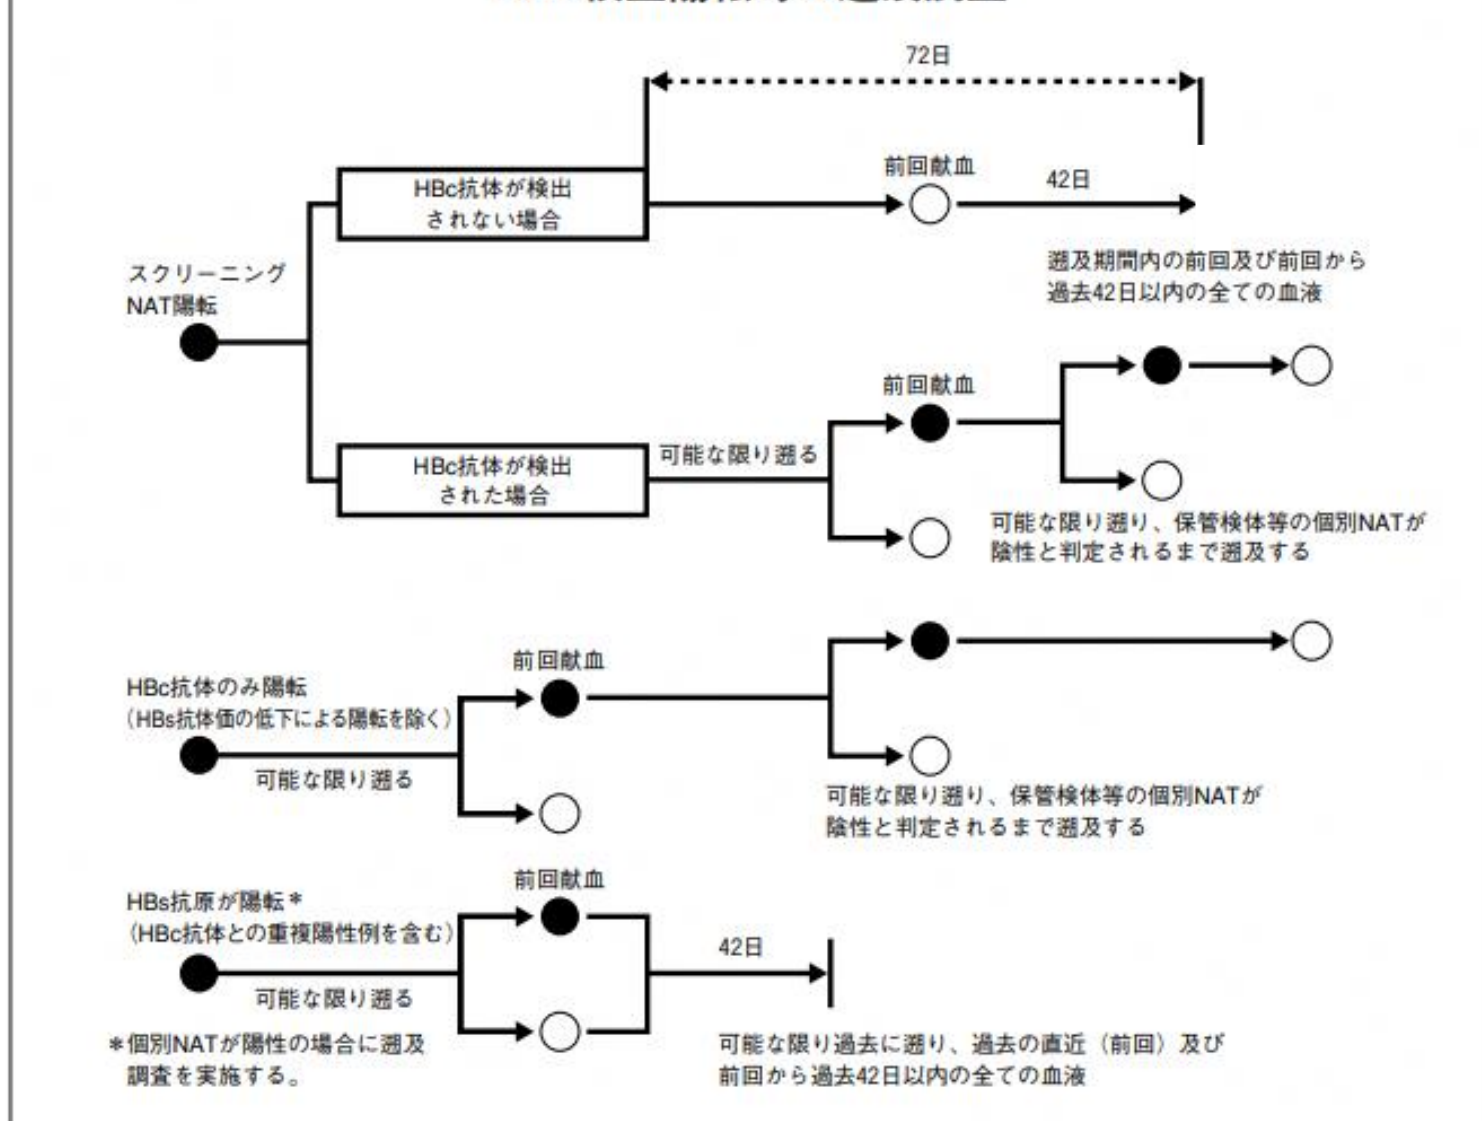 72日
前回献血
42日
HBc抗体が検出
されない場合
遡及期間内の前回及び前回から
過去42日以内の全ての血液
スクリーニング
NAT陽転
前回献血
可能な限り遡る
HBc抗体が検出
された場合
可能な限り遡り、保管検体等の個別NATが
陰性と判定されるまで遡及する
前回献血
HBc抗体のみ陽転
（HBs抗体価の低下による陽転を除く）
可能な限り遡る
可能な限り遡り、保管検体等の個別NATが
陰性と判定されるまで遡及する
前回献血
HBs抗原が陽転＊
（HBc抗体との重複陽性例を含む）
可能な限り遡る
42日
＊個別NATが陽性の場合に遡及
調査を実施する。
可能な限り過去に遡り、過去の直近（前回）及び
前回から過去42日以内の全ての血液